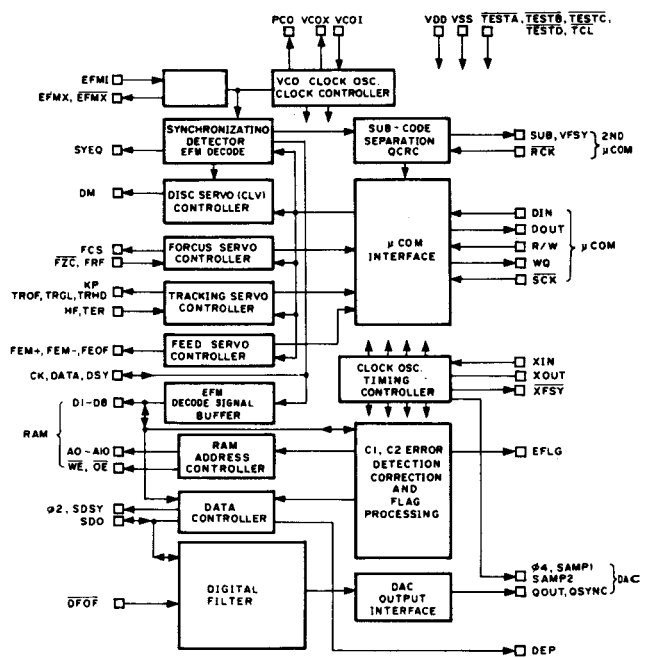 PCO VCOX VCOI
VDD VSS TESTA, TESTB, TESTC,
TESTD, TCL
EFMI
EFMX, EFMX
VCO CLOCK OSC.
CLOCK CONTROLLER
SYNCHRONIZATING
DETECTOR
EFM DECODE
SYEQ
SUB-CODE
SEPARATION
QCRC
SUB, VFSY
RCK
2ND
μCOM
DM
DISC SERVO (CLV)
CONTROLLER
μCOM
INTERFACE
DIN
DOUT
R/W
WQ
SCK
μCOM
FCS
FZC, FRF
FORCUS SERVO
CONTROLLER
KP
TROF, TRGL, TRHD
HF, TER
TRACKING SERVO
CONTROLLER
FEM+, FEM-, FEOF
FEED SERVO
CONTROLLER
CK, DATA, DSY
CLOCK OSC.
TIMING
CONTROLLER
XIN
XOUT
XFSY
D1-D8
EFM
DECODE SIGNAL
BUFFER
RAM
A0-A10
WE, OE
RAM
ADDRESS
CONTROLLER
C1, C2 ERROR
DETECTION
CORRECTION
AND
FLAG
PROCESSING
EFLG
ø2, SDSY
SDO
DATA
CONTROLLER
DIGITAL
FILTER
DFOF
DAC
OUTPUT
INTERFACE
ø4, SAMP1
SAMP2
QOUT, QSYNC
DAC
DEP